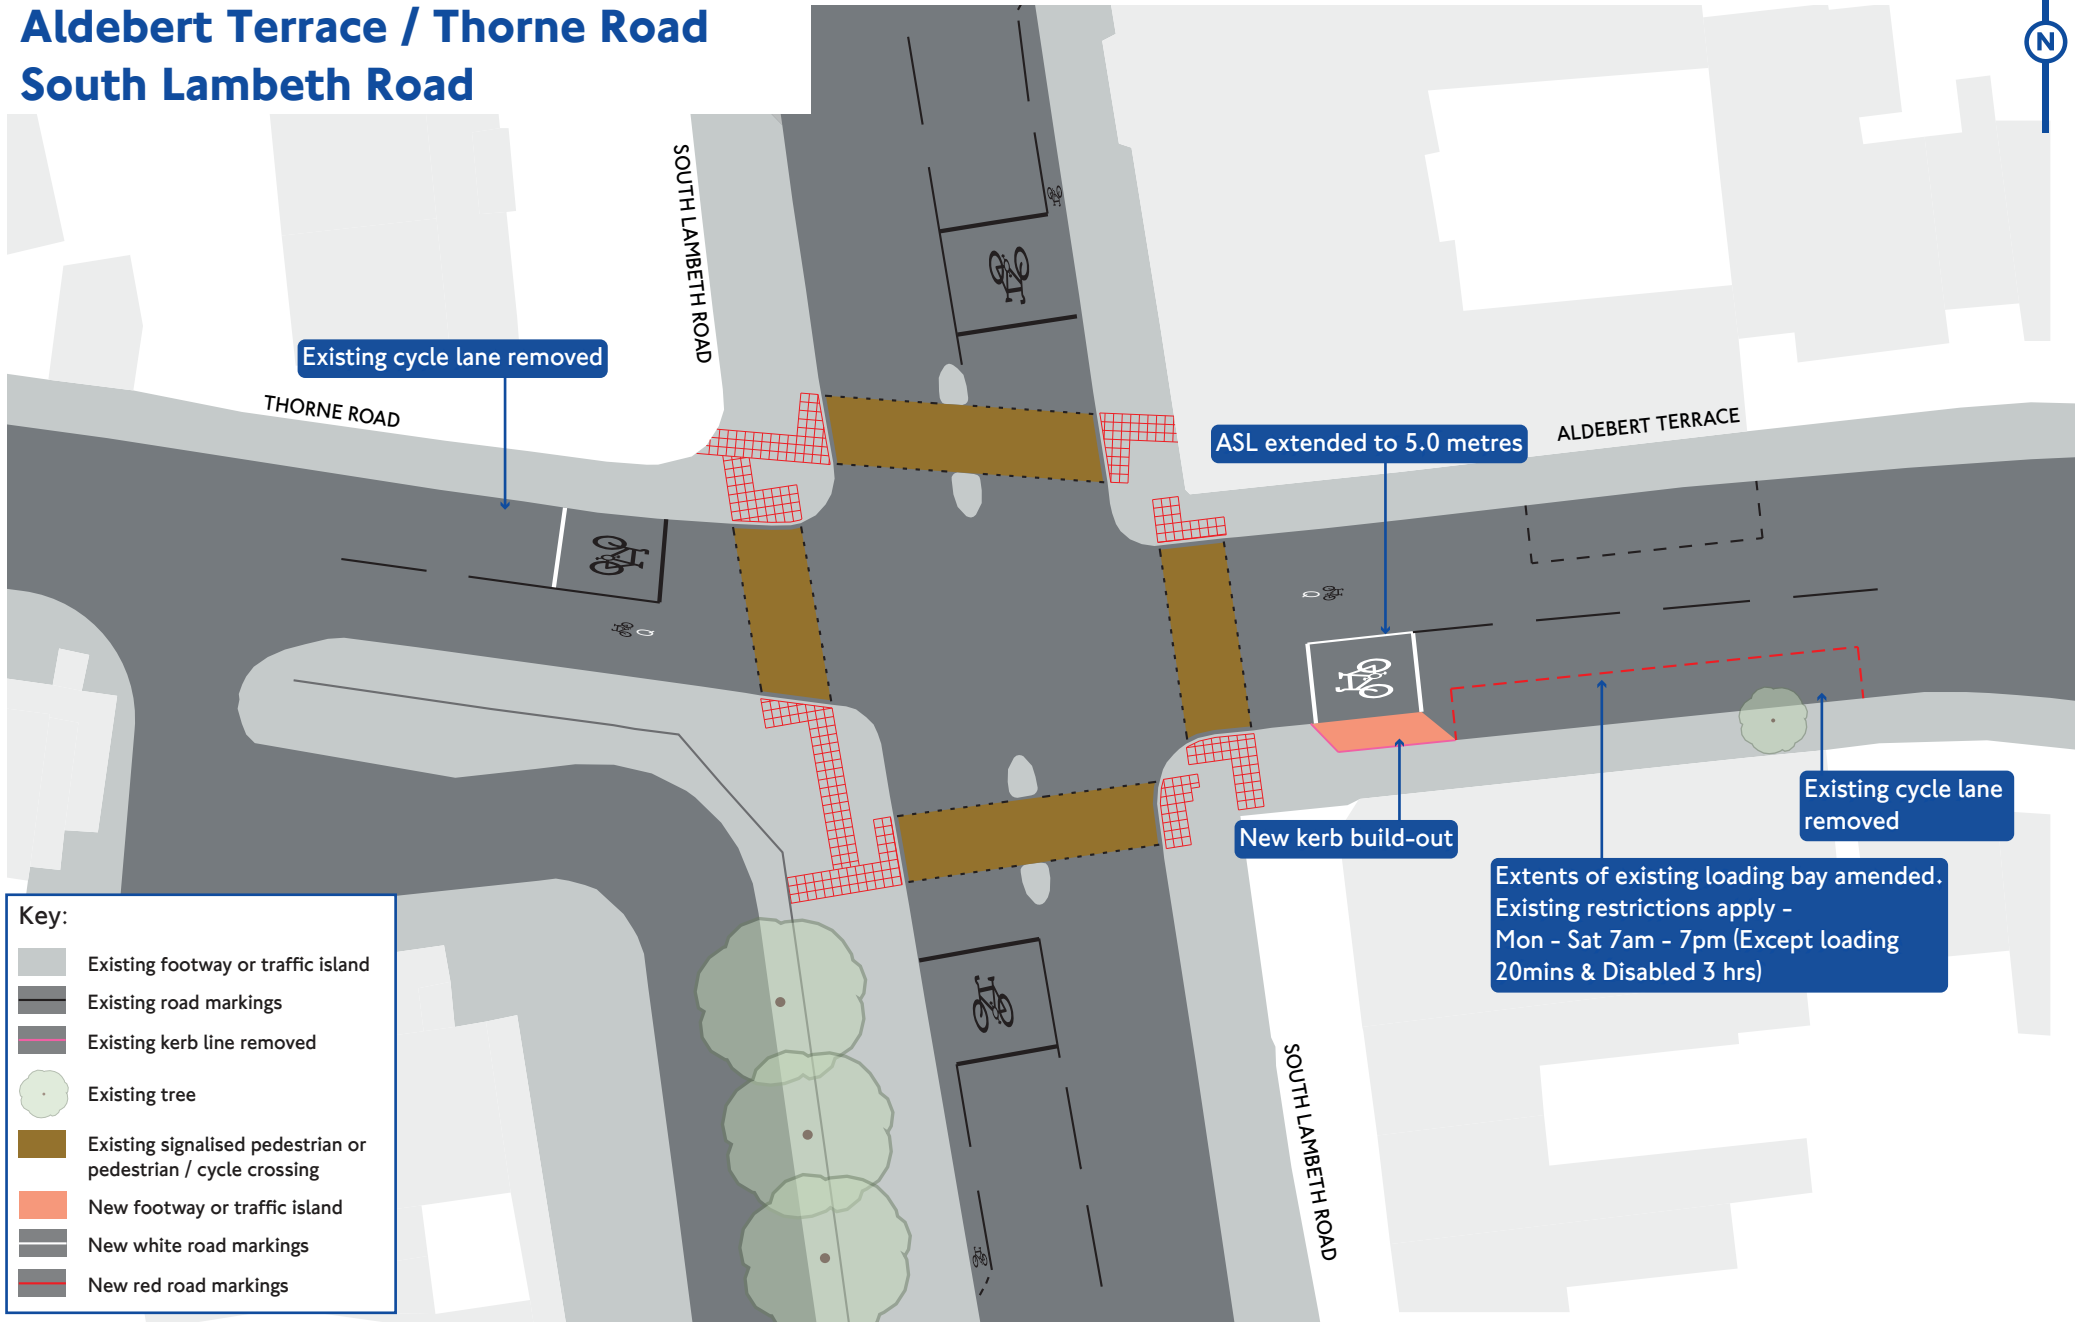 Aldebert Terrace / Thorne Road
South Lambeth Road
N
SOUTH LAMBETH ROAD
Existing cycle lane removed
THORNE ROAD
ASL extended to 5.0 metres
ALDEBERT TERRACE
New kerb build-out
Existing cycle lane
removed
Extents of existing loading bay amended.
Existing restrictions apply -
Mon - Sat 7am - 7pm (Except loading
20mins & Disabled 3 hrs)
SOUTH LAMBETH ROAD
Key:
Existing footway or traffic island
Existing road markings
Existing kerb line removed
Existing tree
Existing signalised pedestrian or
pedestrian / cycle crossing
New footway or traffic island
New white road markings
New red road markings